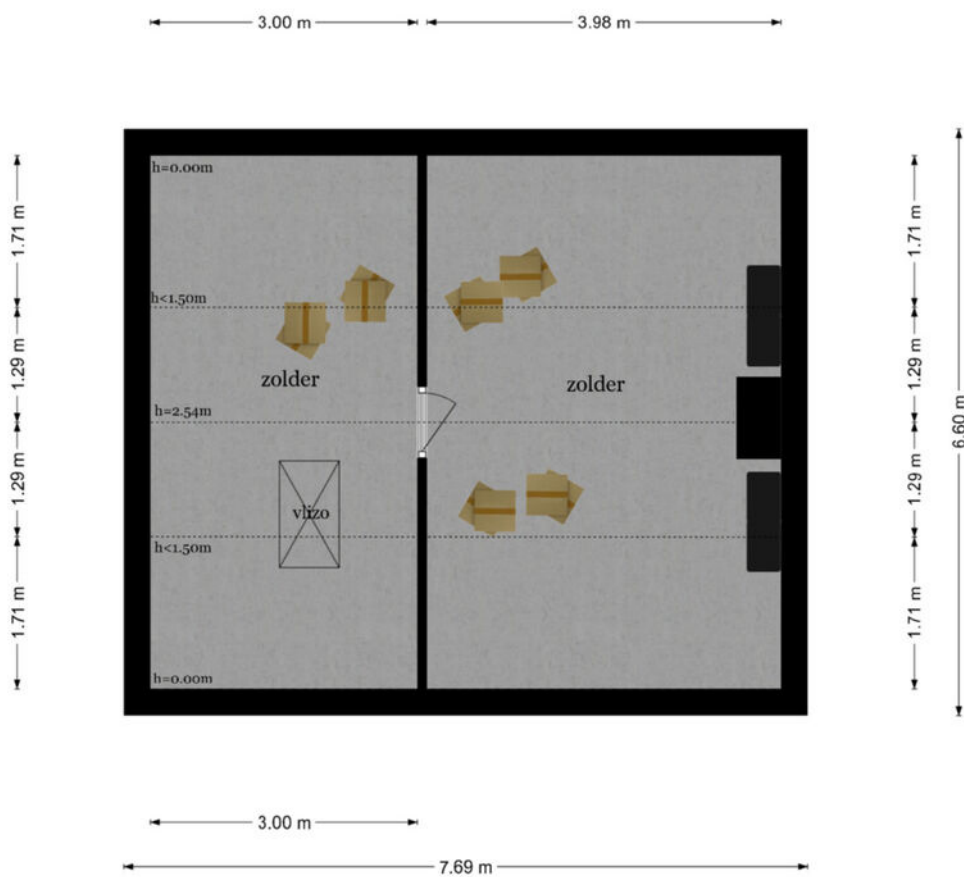 3.00 m
3.98 m
h=0.00m
1.71 m
1.71 m
h<1.50m
1.29 m
1.29 m
zolder
zolder
h=2.54m
6.60 m
1.29 m
1.29 m
vlizo
h<1.50m
1.71 m
1.71 m
h=0.00m
3.00 m
7.69 m